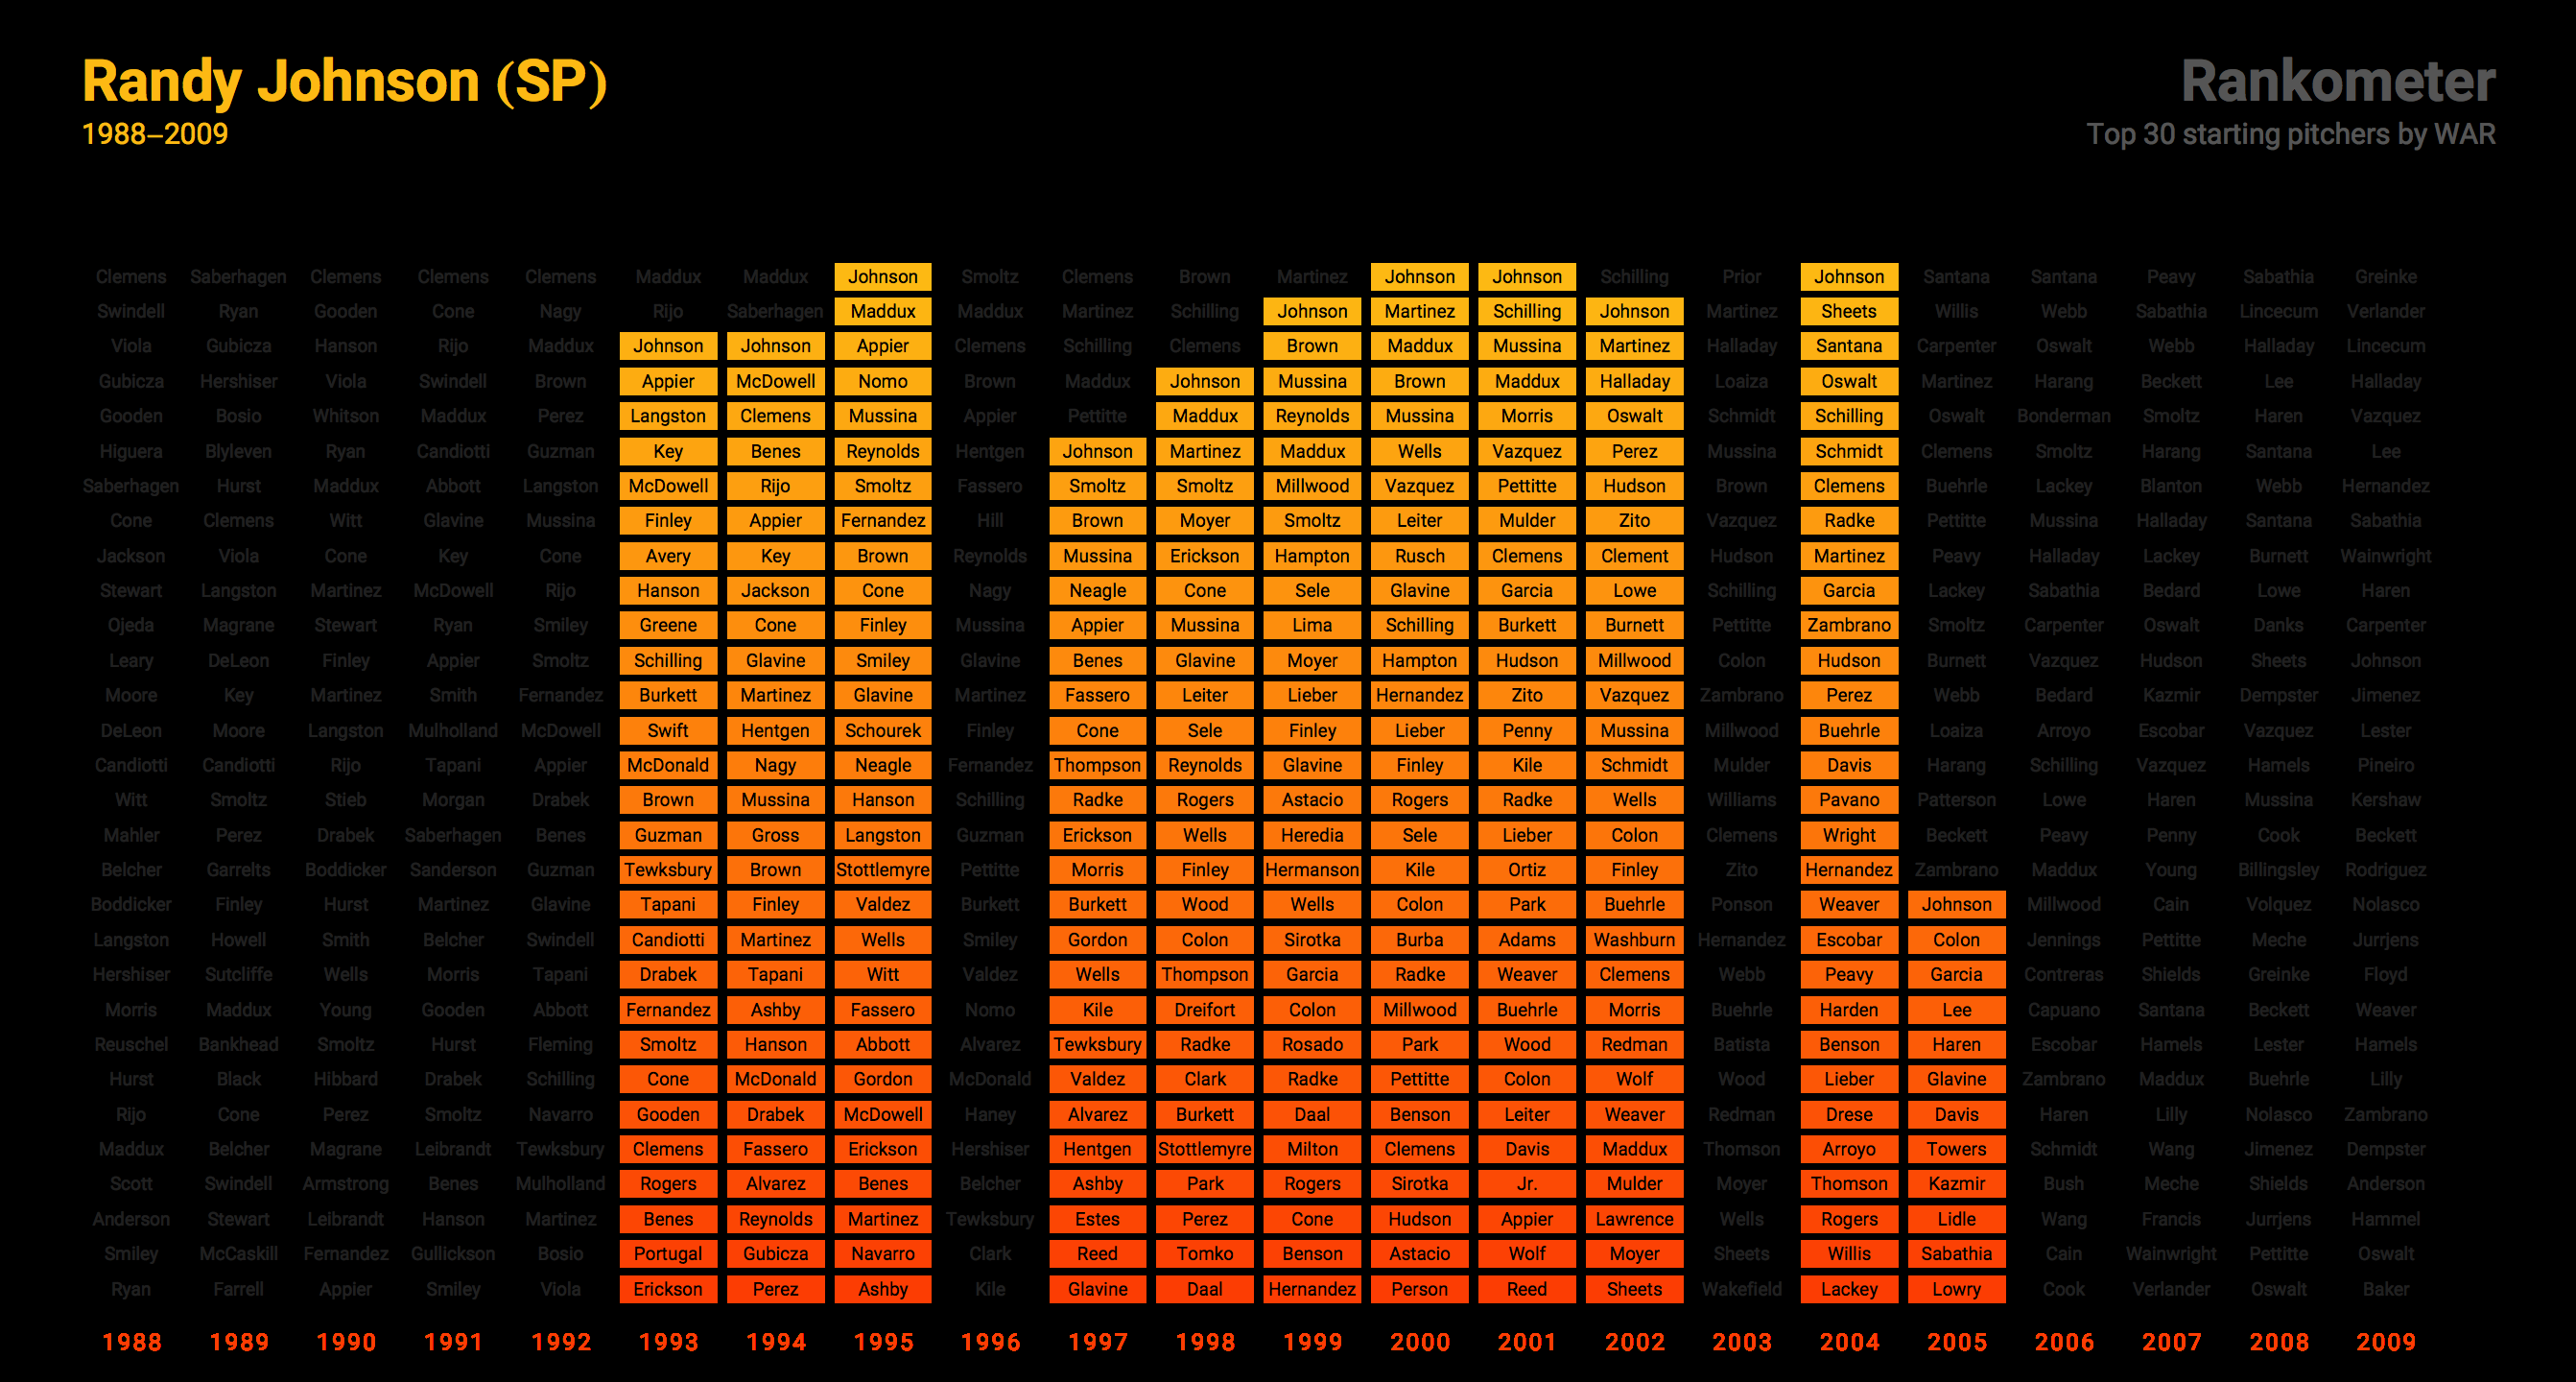 Randy Johnson (SP)
1988–2009
Rankometer
Top 30 starting pitchers by WAR
Clemens Saberhagen Clemens Clemens Clemens Maddux Maddux Johnson Smoltz Clemens Brown Martinez Johnson Johnson Schilling Prior Johnson Santana Santana Peavy Sabathia Greinke
Swindell Ryan Gooden Cone Nagy Rijo Saberhagen Maddux Maddux Martinez Schilling Johnson Martinez Schilling Johnson Martinez Sheets Willis Webb Sabathia Lincecum Verlander
Viola Gubicza Hanson Rijo Maddux Johnson Johnson Appier Clemens Schilling Clemens Brown Maddux Mussina Martinez Halladay Santana Carpenter Oswalt Webb Halladay Lincecum
Gubicza Hershiser Viola Swindell Brown Appier McDowell Nomo Brown Maddux Johnson Mussina Brown Maddux Halladay Loaiza Oswalt Martinez Harang Beckett Lee Halladay
Gooden Bosio Whitson Maddux Perez Langston Clemens Mussina Appier Pettitte Maddux Reynolds Mussina Morris Oswalt Schmidt Schilling Oswalt Bonderman Smoltz Haren Vazquez
Higuera Blyleven Ryan Candiotti Guzman Key Benes Reynolds Hentgen Johnson Martinez Maddux Wells Vazquez Perez Mussina Schmidt Clemens Smoltz Harang Santana Lee
Saberhagen Hurst Maddux Abbott Langston McDowell Rijo Smoltz Fassero Smoltz Smoltz Millwood Vazquez Pettitte Hudson Brown Clemens Buehrle Lackey Blanton Webb Hernandez
Cone Clemens Witt Glavine Mussina Finley Appier Fernandez Hill Brown Moyer Smoltz Leiter Mulder Zito Vazquez Radke Pettitte Mussina Halladay Santana Sabathia
Jackson Viola Cone Key Cone Avery Key Brown Reynolds Mussina Erickson Hampton Rusch Clemens Clement Hudson Martinez Peavy Halladay Lackey Burnett Wainwright
Stewart Langston Martinez McDowell Rijo Hanson Jackson Cone Nagy Neagle Cone Sele Glavine Garcia Lowe Schilling Garcia Lackey Sabathia Bedard Lowe Haren
Ojeda Magrane Stewart Ryan Smiley Greene Cone Finley Mussina Appier Mussina Lima Schilling Burkett Burnett Pettitte Zambrano Smoltz Carpenter Oswalt Danks Carpenter
Leary DeLeon Finley Appier Smoltz Schilling Glavine Smiley Glavine Benes Glavine Moyer Hampton Hudson Millwood Colon Hudson Burnett Vazquez Hudson Sheets Johnson
Moore Key Martinez Smith Fernandez Burkett Martinez Glavine Martinez Fassero Leiter Lieber Hernandez Zito Vazquez Zambrano Perez Webb Bedard Kazmir Dempster Jimenez
DeLeon Moore Langston Mulholland McDowell Swift Hentgen Schourek Finley Cone Sele Finley Lieber Penny Mussina Millwood Buehrle Loaiza Arroyo Escobar Vazquez Lester
Candiotti Candiotti Rijo Tapani Appier McDonald Nagy Neagle Fernandez Thompson Reynolds Glavine Finley Kile Schmidt Mulder Davis Harang Schilling Vazquez Hamels Pineiro
Witt Smoltz Stieb Morgan Drabek Brown Mussina Hanson Schilling Radke Rogers Astacio Rogers Radke Wells Williams Pavano Patterson Lowe Haren Mussina Kershaw
Mahler Perez Drabek Saberhagen Benes Guzman Gross Langston Guzman Erickson Wells Heredia Sele Lieber Colon Clemens Wright Beckett Peavy Penny Cook Beckett
Belcher Garrelts Boddicker Sanderson Guzman Tewksbury Brown Stottlemyre Pettitte Morris Finley Hermanson Kile Ortiz Finley Zito Hernandez Zambrano Maddux Young Billingsley Rodriguez
Boddicker Finley Hurst Martinez Glavine Tapani Finley Valdez Burkett Burkett Wood Wells Colon Park Buehrle Ponson Weaver Johnson Millwood Cain Volquez Nolasco
Langston Howell Smith Belcher Swindell Candiotti Martinez Wells Smiley Gordon Colon Sirotka Burba Adams Washburn Hernandez Escobar Colon Jennings Pettitte Meche Jurrjens
Hershiser Sutcliffe Wells Morris Tapani Drabek Tapani Witt Valdez Wells Thompson Garcia Radke Weaver Clemens Webb Peavy Garcia Contreras Shields Greinke Floyd
Morris Maddux Young Gooden Abbott Fernandez Ashby Fassero Nomo Kile Dreifort Colon Millwood Buehrle Morris Buehrle Harden Lee Capuano Santana Beckett Weaver
Reuschel Bankhead Smoltz Hurst Fleming Smoltz Hanson Abbott Alvarez Tewksbury Radke Rosado Park Wood Redman Batista Benson Haren Escobar Hamels Lester Hamels
Hurst Black Hibbard Drabek Schilling Cone McDonald Gordon McDonald Valdez Clark Radke Pettitte Colon Wolf Wood Lieber Glavine Zambrano Maddux Buehrle Lilly
Rijo Cone Perez Smoltz Navarro Gooden Drabek McDowell Haney Alvarez Burkett Daal Benson Leiter Weaver Redman Drese Davis Haren Lilly Nolasco Zambrano
Maddux Belcher Magrane Leibrandt Tewksbury Clemens Fassero Erickson Hershiser Hentgen Stottlemyre Milton Clemens Davis Maddux Thomson Arroyo Towers Schmidt Wang Jimenez Dempster
Scott Swindell Armstrong Benes Mulholland Rogers Alvarez Benes Belcher Ashby Park Rogers Sirotka Jr. Mulder Moyer Thomson Kazmir Bush Meche Shields Anderson
Anderson Stewart Leibrandt Hanson Martinez Benes Reynolds Martinez Tewksbury Estes Perez Cone Hudson Appier Lawrence Wells Rogers Lidle Wang Francis Jurrjens Hammel
Smiley McCaskill Fernandez Gullickson Bosio Portugal Gubicza Navarro Clark Reed Tomko Benson Astacio Wolf Moyer Sheets Willis Sabathia Cain Wainwright Pettitte Oswalt
Ryan Farrell Appier Smiley Viola Erickson Perez Ashby Kile Glavine Daal Hernandez Person Reed Sheets Wakefield Lackey Lowry Cook Verlander Oswalt Baker
1988 1989 1990 1991 1992 1993 1994 1995 1996 1997 1998 1999 2000 2001 2002 2003 2004 2005 2006 2007 2008 2009